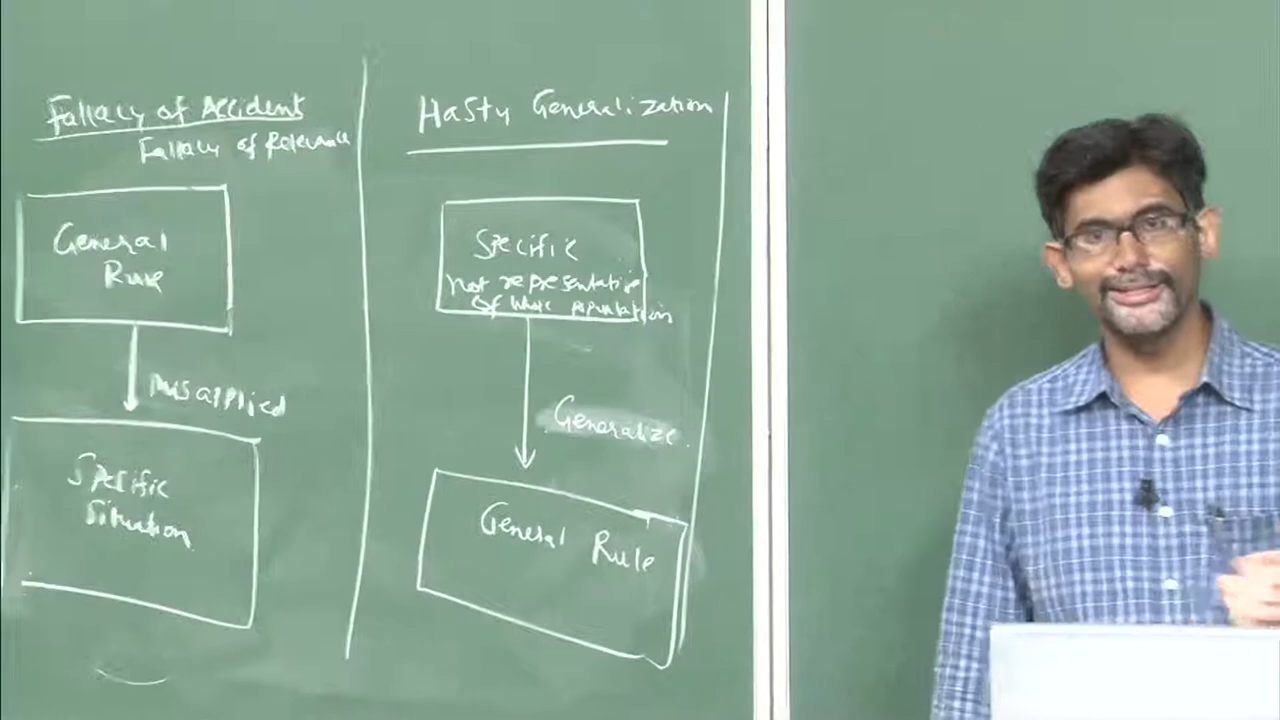 Fallacy of Accident
Fallacy of Relevance
General
Rule
Misapplied
Specific
Situation
Hasty Generalization
Specific
Not representative
of whole population
Generalize
General Rule